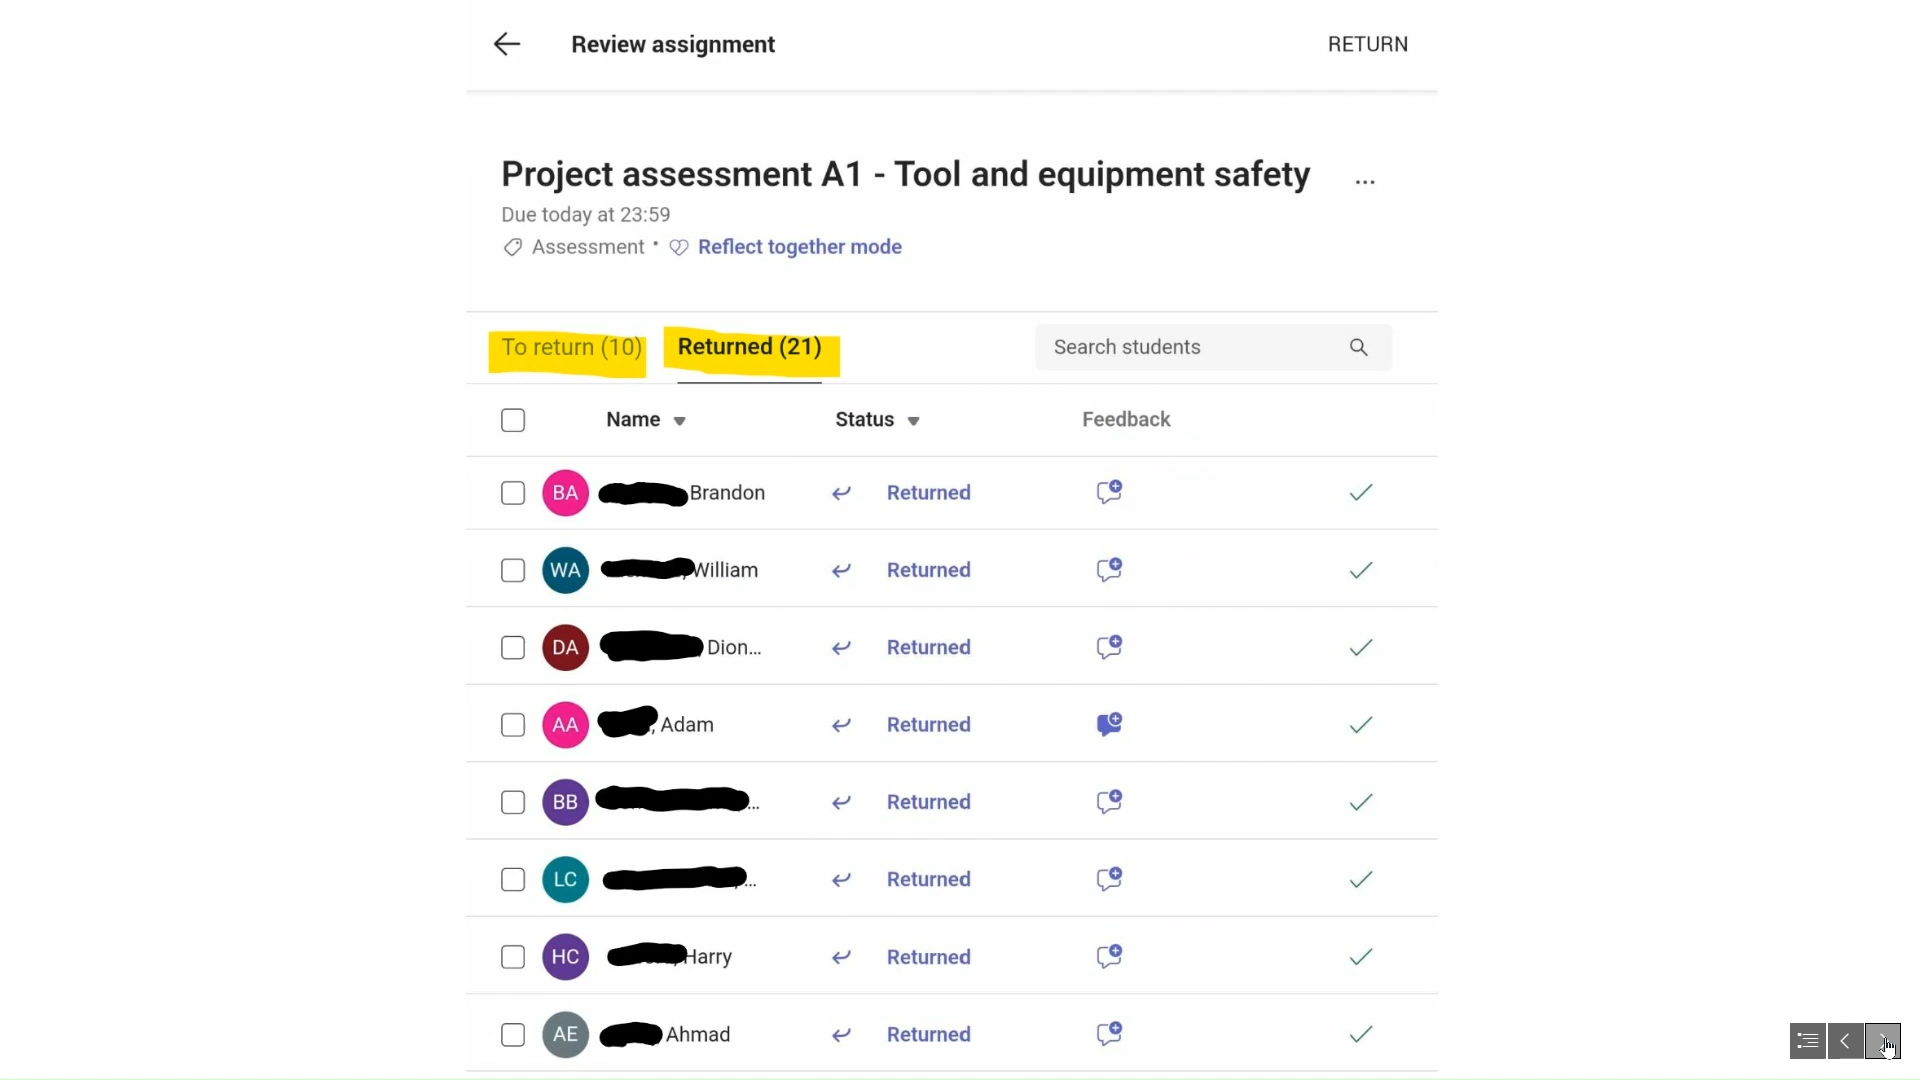 Review assignment RETURN
Project assessment A1 - Tool and equipment safety ...
Due today at 23:59
Assessment • Reflect together mode
To return (10) Returned (21) Search students
Name Status Feedback
BA Brandon Returned
WA William Returned
DA Dion... Returned
AA , Adam Returned
BB ... Returned
LC ... Returned
HC Harry Returned
AE Ahmad Returned